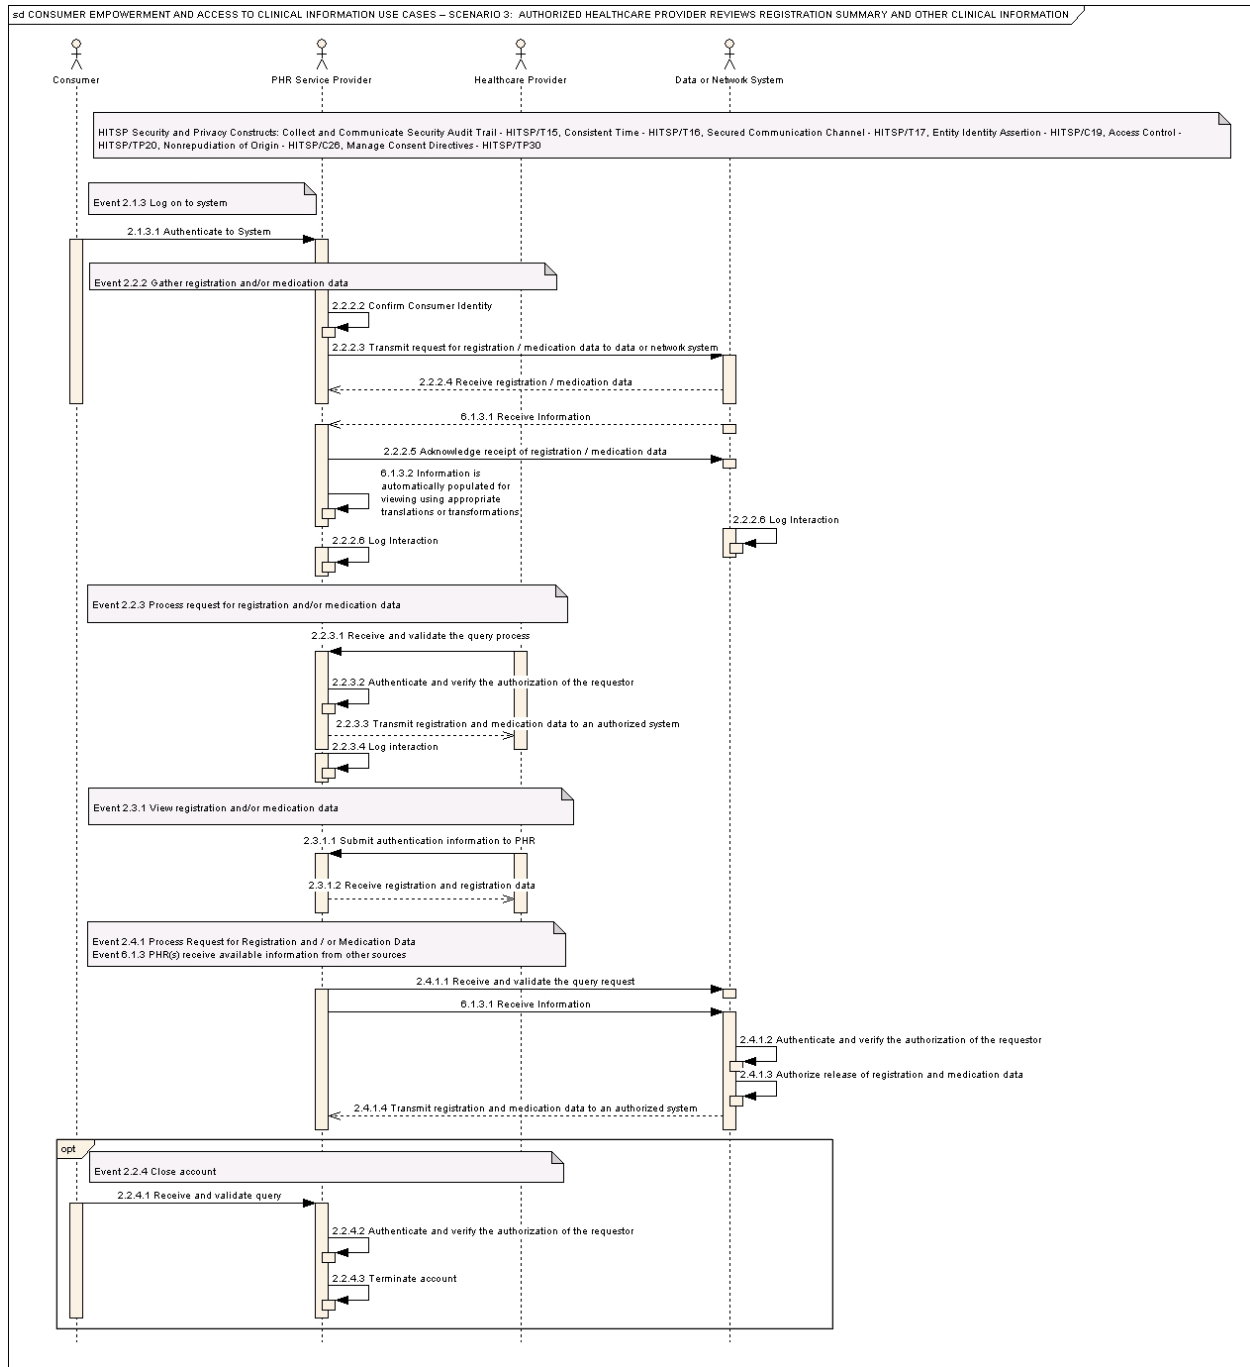 sd CONSUMER EMPOWERMENT AND ACCESS TO CLINICAL INFORMATION USE CASES – SCENARIO 3: AUTHORIZED HEALTHCARE PROVIDER REVIEWS REGISTRATION SUMMARY AND OTHER CLINICAL INFORMATION
Consumer
PHR Service Provider
Healthcare Provider
Data or Network System
HITSP Security and Privacy Constructs: Collect and Communicate Security Audit Trail - HITSP/T15, Consistent Time - HITSP/T16, Secured Communication Channel - HITSP/T17, Entity Identity Assertion - HITSP/C19, Access Control -
HITSP/TP20, Nonrepudiation of Origin - HITSP/C26, Manage Consent Directives - HITSP/TP30
Event 2.1.3 Log on to system
2.1.3.1 Authenticate to System
Event 2.2.2 Gather registration and/or medication data
2.2.2.2 Confirm Consumer Identity
2.2.2.3 Transmit request for registration / medication data to data or network system
2.2.2.4 Receive registration / medication data
6.1.3.1 Receive Information
2.2.2.5 Acknowledge receipt of registration / medication data
6.1.3.2 Information is
automatically populated for
viewing using appropriate
translations or transformations
2.2.2.6 Log Interaction
2.2.2.6 Log Interaction
Event 2.2.3 Process request for registration and/or medication data
2.2.3.1 Receive and validate the query process
2.2.3.2 Authenticate and verify the authorization of the requestor
2.2.3.3 Transmit registration and medication data to an authorized system
2.2.3.4 Log interaction
Event 2.3.1 View registration and/or medication data
2.3.1.1 Submit authentication information to PHR
2.3.1.2 Receive registration and registration data
Event 2.4.1 Process Request for Registration and / or Medication Data
Event 6.1.3 PHR(s) receive available information from other sources
2.4.1.1 Receive and validate the query request
6.1.3.1 Receive Information
2.4.1.2 Authenticate and verify the authorization of the requestor
2.4.1.3 Authorize release of registration and medication data
2.4.1.4 Transmit registration and medication data to an authorized system
opt
Event 2.2.4 Close account
2.2.4.1 Receive and validate query
2.2.4.2 Authenticate and verify the authorization of the requestor
2.2.4.3 Terminate account